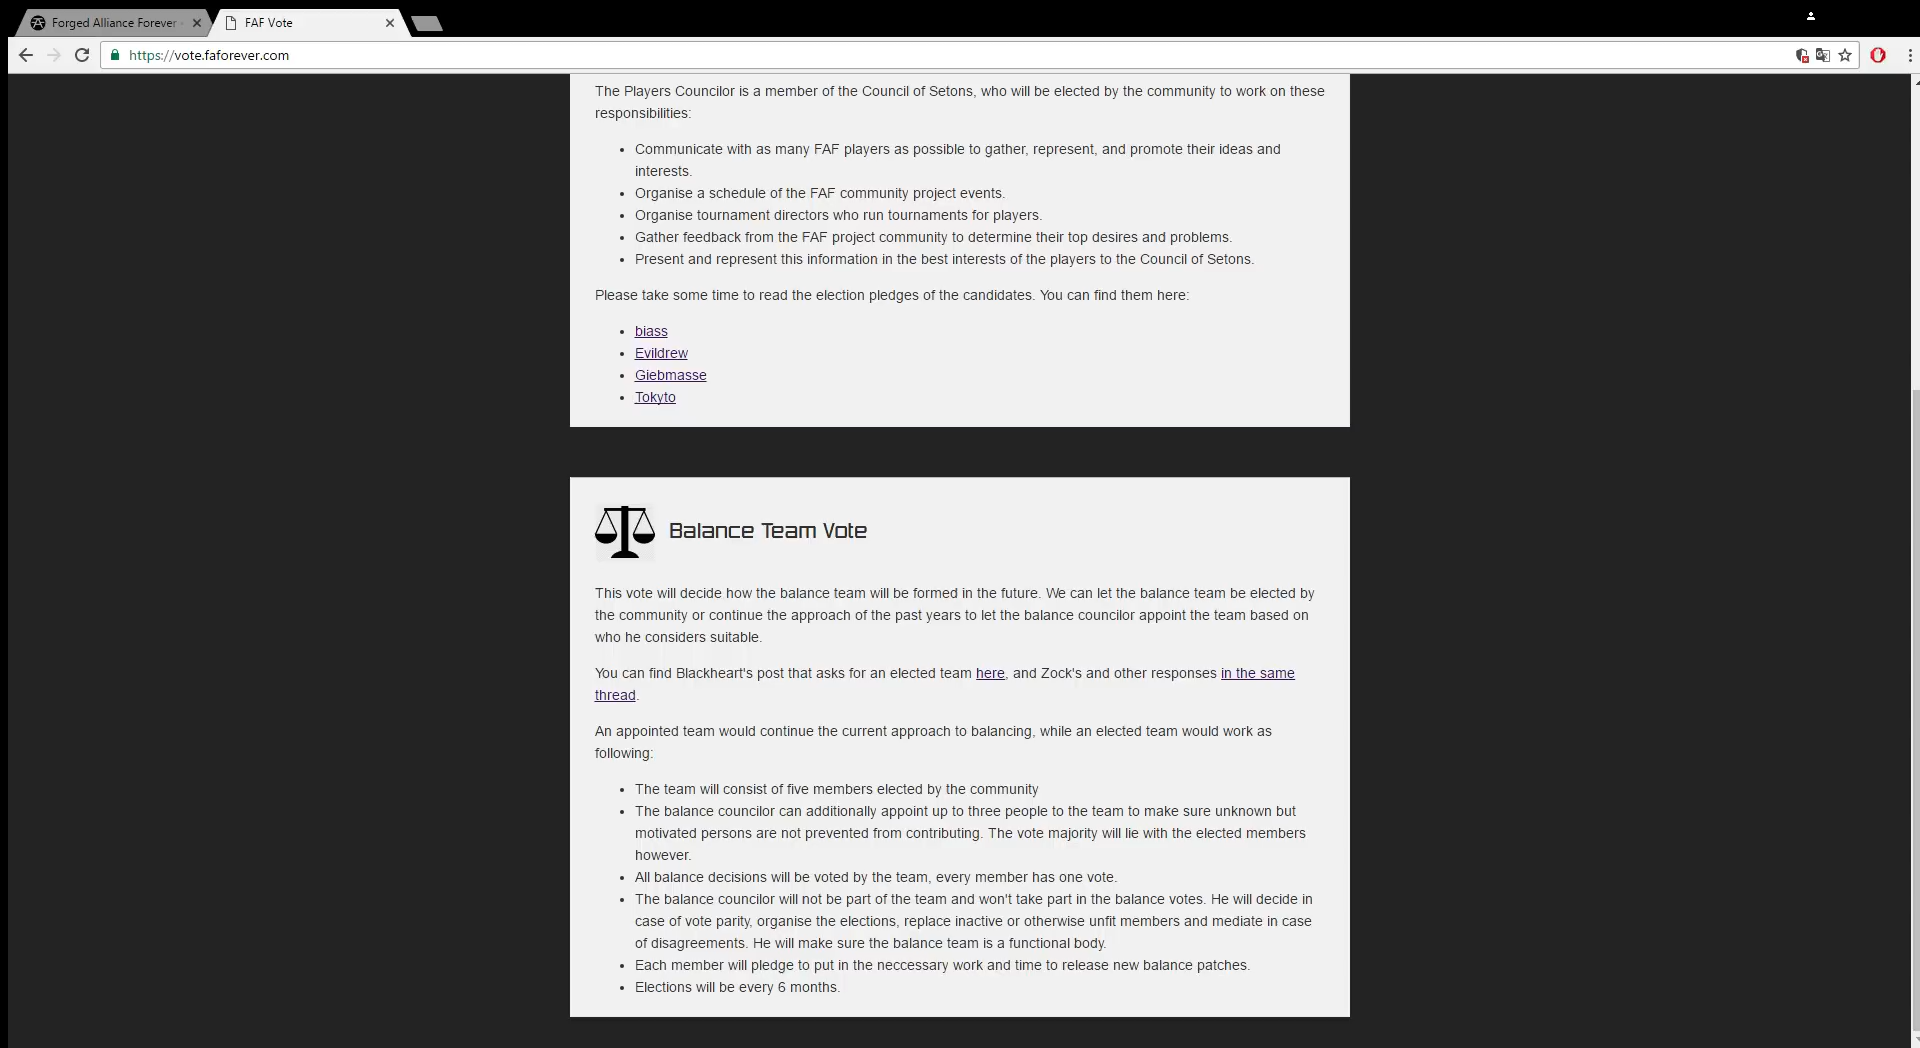 Forged Alliance Forever
FAF Vote
https://vote.faforever.com
The Players Councilor is a member of the Council of Setons, who will be elected by the community to work on these
responsibilities:
• Communicate with as many FAF players as possible to gather, represent, and promote their ideas and
interests.
• Organise a schedule of the FAF community project events.
• Organise tournament directors who run tournaments for players.
• Gather feedback from the FAF project community to determine their top desires and problems.
• Present and represent this information in the best interests of the players to the Council of Setons.
Please take some time to read the election pledges of the candidates. You can find them here:
• biass
• Evildrew
• Giebmasse
• Tokyto
Balance Team Vote
This vote will decide how the balance team will be formed in the future. We can let the balance team be elected by
the community or continue the approach of the past years to let the balance councilor appoint the team based on
who he considers suitable.
You can find Blackheart's post that asks for an elected team here, and Zock's and other responses in the same
thread.
An appointed team would continue the current approach to balancing, while an elected team would work as
following:
• The team will consist of five members elected by the community
• The balance councilor can additionally appoint up to three people to the team to make sure unknown but
motivated persons are not prevented from contributing. The vote majority will lie with the elected members
however.
• All balance decisions will be voted by the team, every member has one vote.
• The balance councilor will not be part of the team and won't take part in the balance votes. He will decide in
case of vote parity, organise the elections, replace inactive or otherwise unfit members and mediate in case
of disagreements. He will make sure the balance team is a functional body.
• Each member will pledge to put in the neccessary work and time to release new balance patches.
• Elections will be every 6 months.